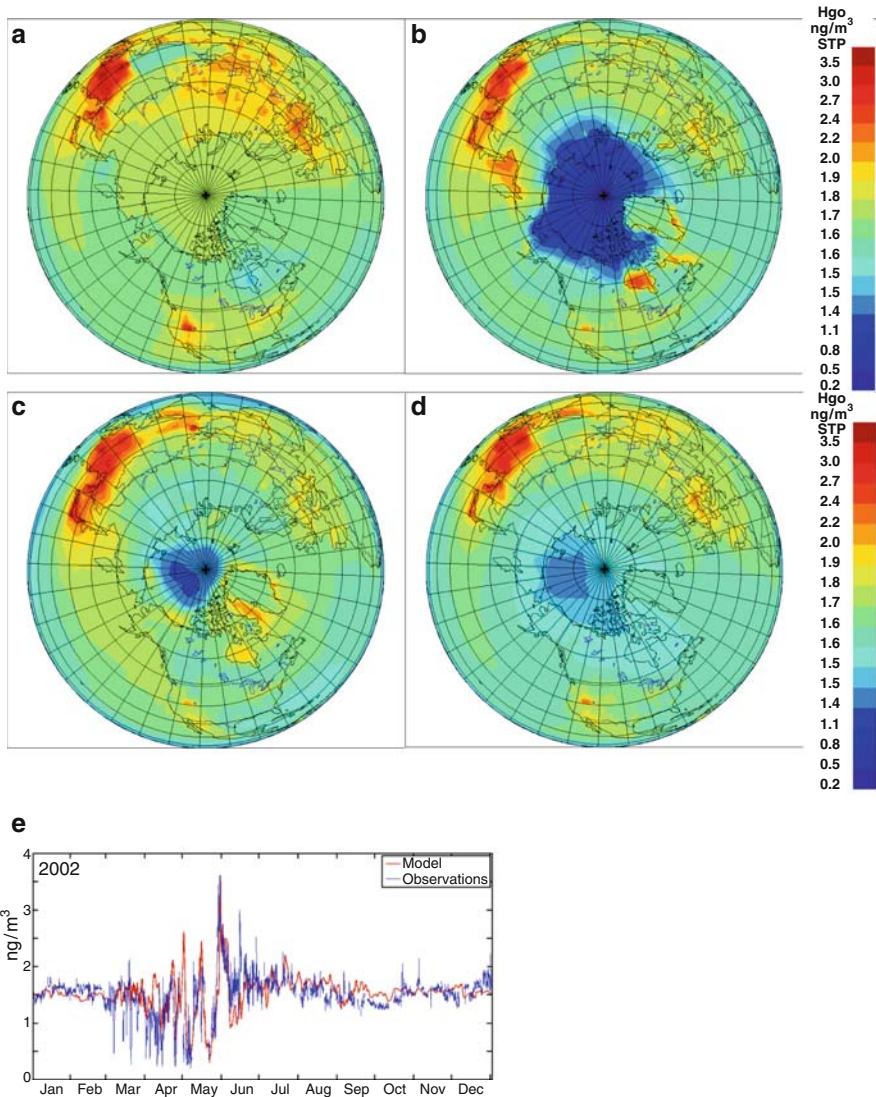 a
b
Hgo
ng/m3
STP
3.5
3.0
2.7
2.4
2.2
2.0
1.9
1.8
1.7
1.6
1.6
1.5
1.5
1.4
1.1
0.8
0.5
0.2
c
d
Hgo
ng/m3
STP
3.5
3.0
2.7
2.4
2.2
2.0
1.9
1.8
1.7
1.6
1.6
1.5
1.5
1.4
1.1
0.8
0.5
0.2
e
4
3
2
1
0
ng/m3
2002
Model
Observations
Jan Feb Mar Apr May Jun Jul Aug Sep Oct Nov Dec